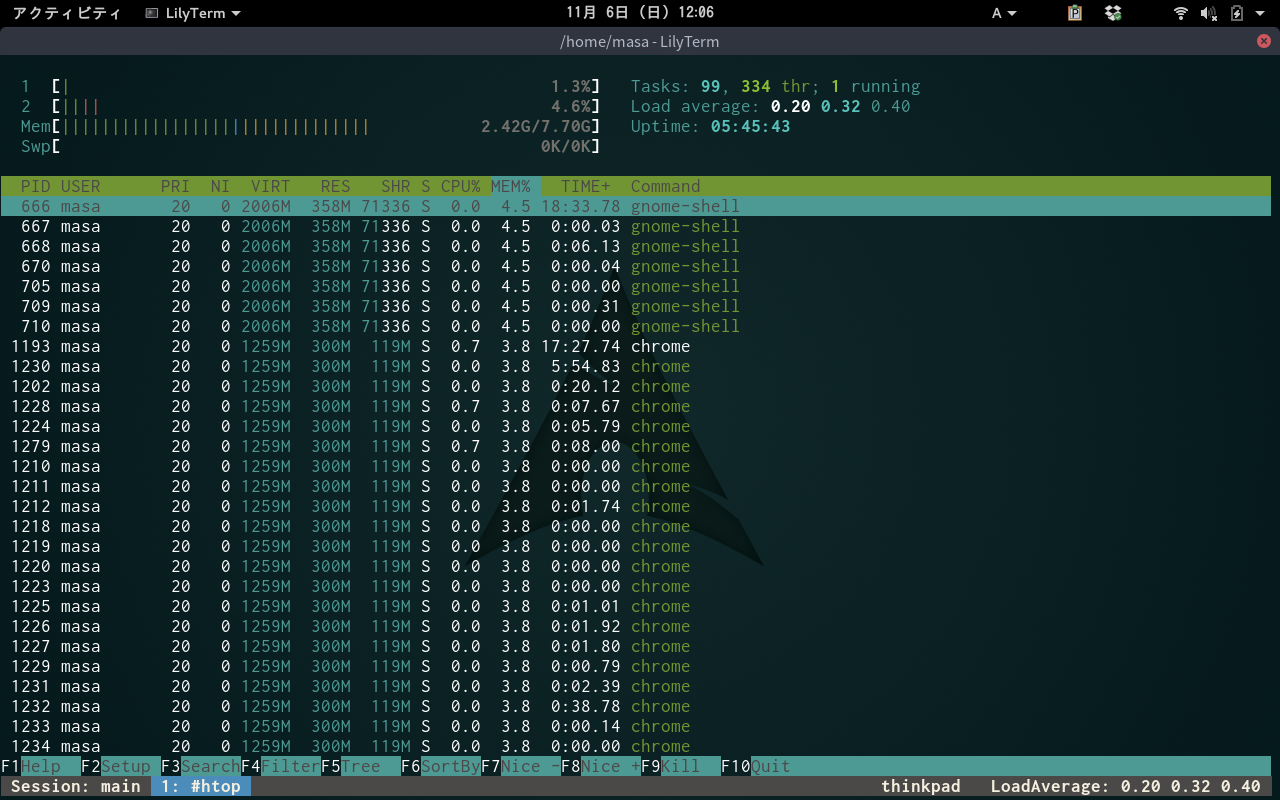 アクティビティ LilyTerm 11月 6日 (日) 12:06 A
/home/masa - LilyTerm
1 [| 1.3%] Tasks: 99, 334 thr; 1 running
2 [|||| 4.6%] Load average: 0.20 0.32 0.40
Mem[||||||||||||||||||||||||||||||| 2.42G/7.70G] Uptime: 05:45:43
Swp[ 0K/0K]
PID USER PRI NI VIRT RES SHR S CPU% MEM% TIME+ Command
666 masa 20 0 2006M 358M 71336 S 0.0 4.5 18:33.78 gnome-shell
667 masa 20 0 2006M 358M 71336 S 0.0 4.5 0:00.03 gnome-shell
668 masa 20 0 2006M 358M 71336 S 0.0 4.5 0:06.13 gnome-shell
670 masa 20 0 2006M 358M 71336 S 0.0 4.5 0:00.04 gnome-shell
705 masa 20 0 2006M 358M 71336 S 0.0 4.5 0:00.00 gnome-shell
709 masa 20 0 2006M 358M 71336 S 0.0 4.5 0:00.31 gnome-shell
710 masa 20 0 2006M 358M 71336 S 0.0 4.5 0:00.00 gnome-shell
1193 masa 20 0 1259M 300M 119M S 0.7 3.8 17:27.74 chrome
1230 masa 20 0 1259M 300M 119M S 0.0 3.8 5:54.83 chrome
1202 masa 20 0 1259M 300M 119M S 0.0 3.8 0:20.12 chrome
1228 masa 20 0 1259M 300M 119M S 0.7 3.8 0:07.67 chrome
1224 masa 20 0 1259M 300M 119M S 0.0 3.8 0:05.79 chrome
1279 masa 20 0 1259M 300M 119M S 0.7 3.8 0:08.00 chrome
1210 masa 20 0 1259M 300M 119M S 0.0 3.8 0:00.00 chrome
1211 masa 20 0 1259M 300M 119M S 0.0 3.8 0:00.00 chrome
1212 masa 20 0 1259M 300M 119M S 0.0 3.8 0:01.74 chrome
1218 masa 20 0 1259M 300M 119M S 0.0 3.8 0:00.00 chrome
1219 masa 20 0 1259M 300M 119M S 0.0 3.8 0:00.00 chrome
1220 masa 20 0 1259M 300M 119M S 0.0 3.8 0:00.00 chrome
1223 masa 20 0 1259M 300M 119M S 0.0 3.8 0:00.00 chrome
1225 masa 20 0 1259M 300M 119M S 0.0 3.8 0:01.01 chrome
1226 masa 20 0 1259M 300M 119M S 0.0 3.8 0:01.92 chrome
1227 masa 20 0 1259M 300M 119M S 0.0 3.8 0:01.80 chrome
1229 masa 20 0 1259M 300M 119M S 0.0 3.8 0:00.79 chrome
1231 masa 20 0 1259M 300M 119M S 0.0 3.8 0:02.39 chrome
1232 masa 20 0 1259M 300M 119M S 0.0 3.8 0:38.78 chrome
1233 masa 20 0 1259M 300M 119M S 0.0 3.8 0:00.14 chrome
1234 masa 20 0 1259M 300M 119M S 0.0 3.8 0:00.00 chrome
F1Help F2Setup F3SearchF4FilterF5Tree F6SortByF7Nice -F8Nice +F9Kill F10Quit
Session: main 1: #htop thinkpad LoadAverage: 0.20 0.32 0.40